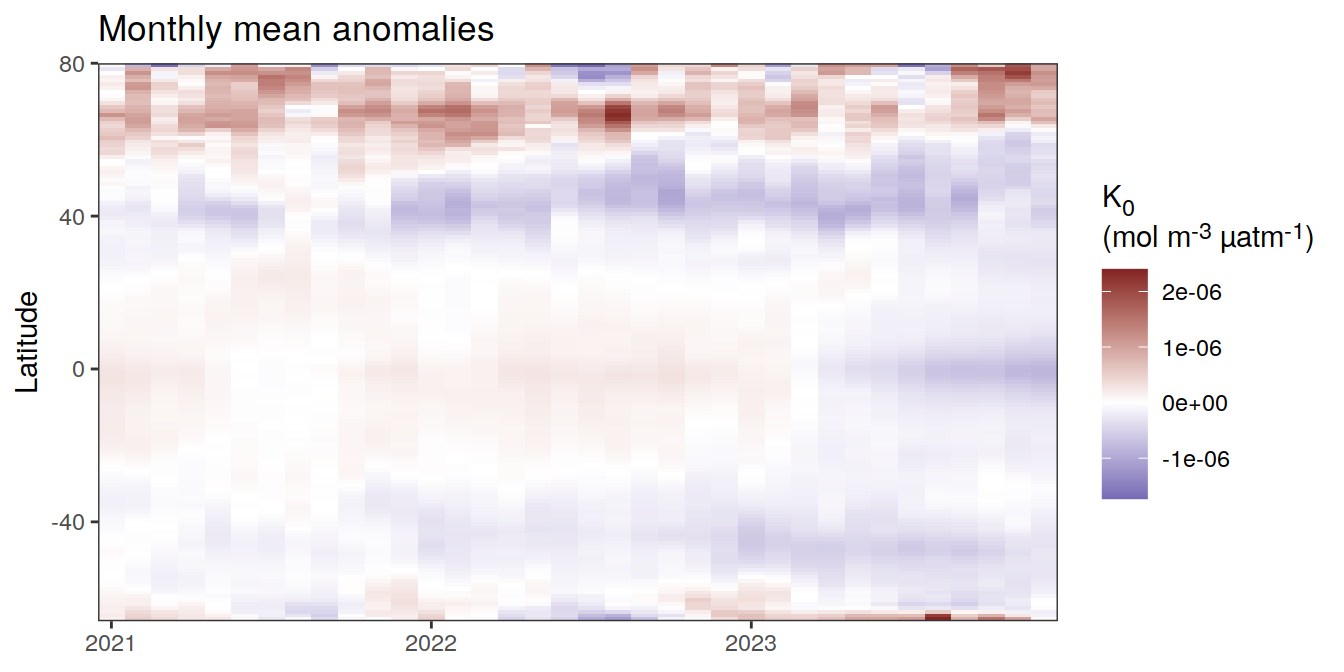 Monthly mean anomalies
80
40
0
-40
Latitude
2021
2022
2023
K0
(mol m-3 µatm-1)
2e-06
1e-06
0e+00
-1e-06